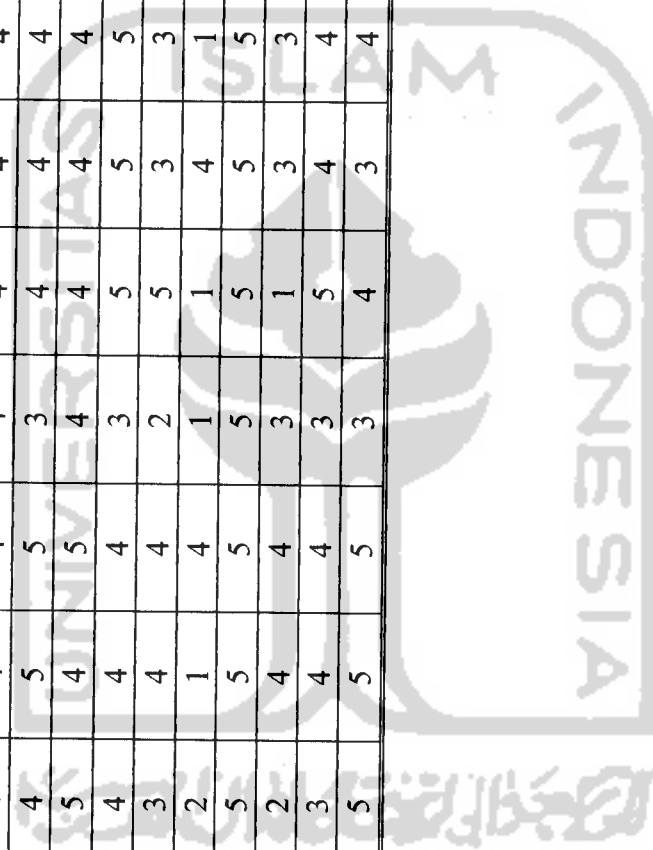 4 5 5 3 4 4 4
5 4 5 4 4 4 4
4 4 4 3 5 5 5
3 4 4 2 5 3 3
2 1 4 1 1 4 1
5 5 5 5 5 5 5
2 4 4 3 1 3 3
3 4 4 3 5 4 4
5 5 5 3 4 3 4
UNIVERSITAS
ISLAM
INDONESIA